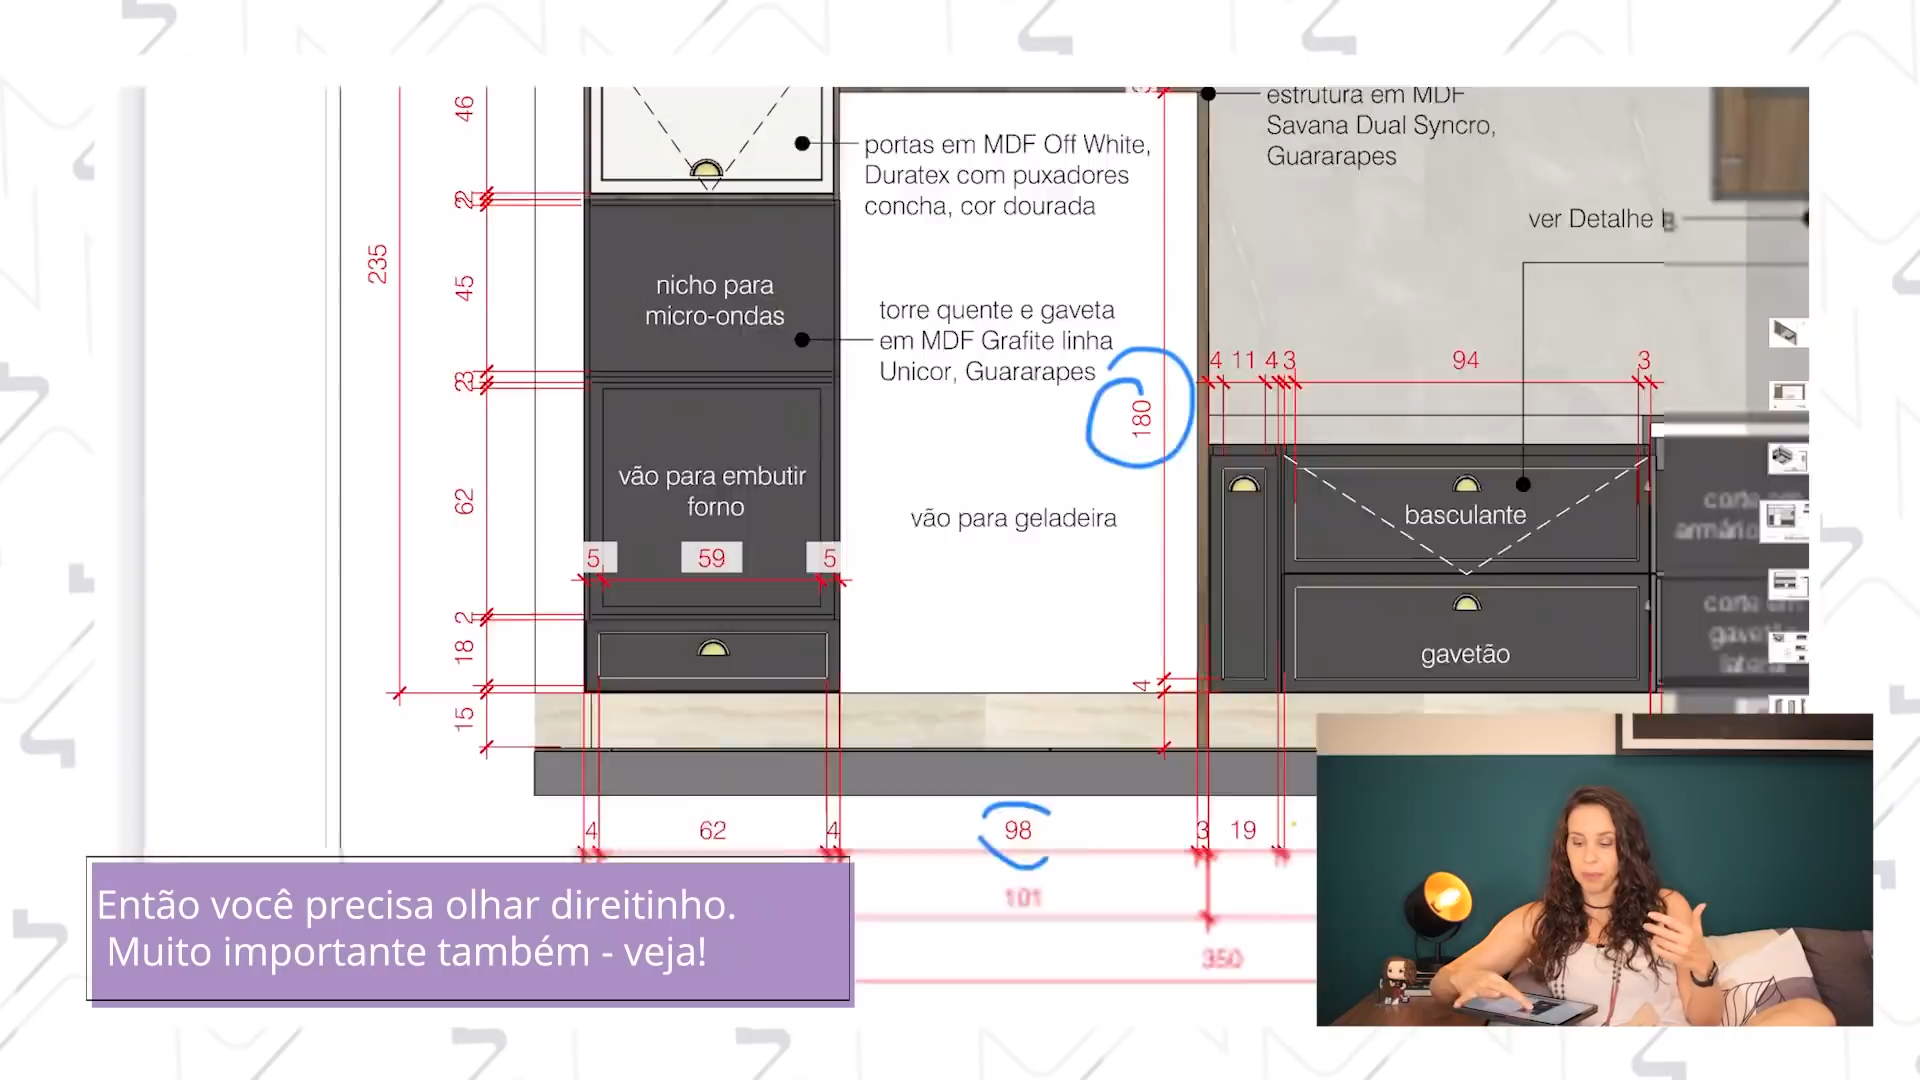 estrutura em MDF
Savana Dual Syncro,
Guararapes
46
portas em MDF Off White,
Duratex com puxadores
concha, cor dourada
ver Detalhe
235
nicho para
micro-ondas
45
torre quente e gaveta
em MDF Grafite linha
Unicor, Guararapes
4 11 4 3 94 3
180
vão para embutir
forno
62
basculante
vão para geladeira
5 59 5
2
18
gavetão
4
15
4 62 4 98 3 19
101
350
Então você precisa olhar direitinho.
Muito importante também - veja!